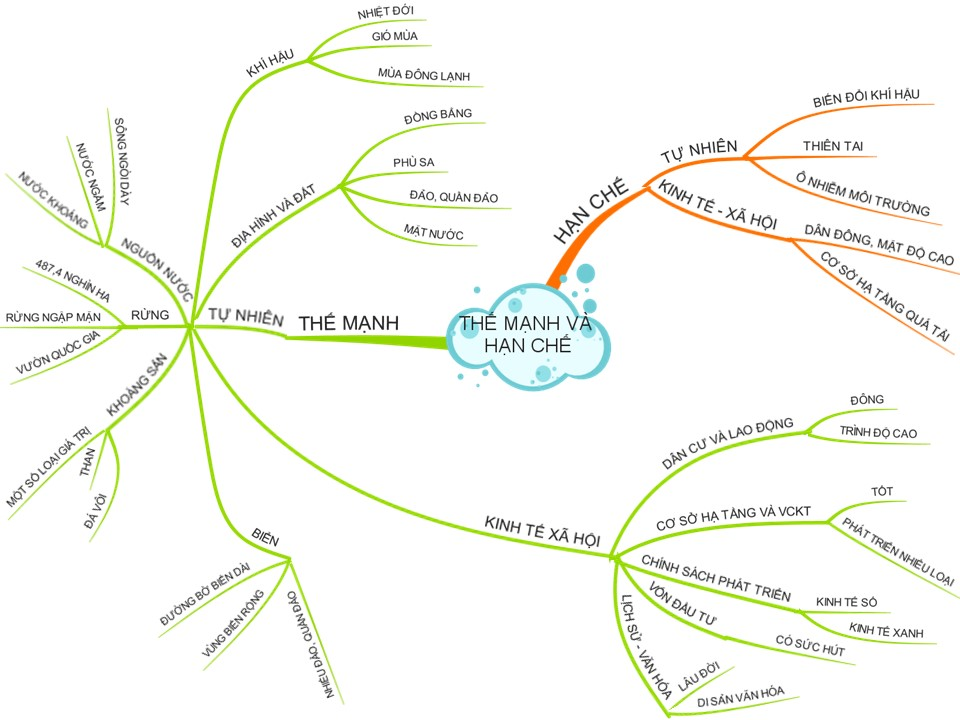 THẾ MẠNH VÀ
HẠN CHẾ
THẾ MẠNH
TỰ NHIÊN
KHÍ HẬU
NHIỆT ĐỚI
GIÓ MÙA
MÙA ĐÔNG LẠNH
ĐỊA HÌNH VÀ ĐẤT
ĐỒNG BẰNG
PHÙ SA
ĐẢO, QUẦN ĐẢO
MẶT NƯỚC
NGUỒN NƯỚC
SÔNG NGÒI DÀY
NƯỚC NGẦM
NƯỚC KHOÁNG
RỪNG
487,4 NGHÌN HA
RỪNG NGẬP MẶN
VƯỜN QUỐC GIA
KHOÁNG SẢN
MỘT SỐ LOẠI GIÁ TRỊ
THAN
ĐÁ VÔI
BIỂN
ĐƯỜNG BỜ BIỂN DÀI
VÙNG BIỂN RỘNG
NHIỀU ĐẢO, QUẦN ĐẢO
KINH TẾ XÃ HỘI
DÂN CƯ VÀ LAO ĐỘNG
ĐÔNG
TRÌNH ĐỘ CAO
CƠ SỞ HẠ TẦNG VÀ VCKT
TỐT
PHÁT TRIỂN NHIỀU LOẠI
CHÍNH SÁCH PHÁT TRIỂN
KINH TẾ SỐ
KINH TẾ XANH
VỐN ĐẦU TƯ
CÓ SỨC HÚT
LỊCH SỬ - VĂN HÓA
LÂU ĐỜI
DI SẢN VĂN HÓA
HẠN CHẾ
TỰ NHIÊN
BIẾN ĐỔI KHÍ HẬU
THIÊN TAI
Ô NHIỄM MÔI TRƯỜNG
KINH TẾ - XÃ HỘI
DÂN ĐÔNG, MẬT ĐỘ CAO
CƠ SỞ HẠ TẦNG QUÁ TẢI